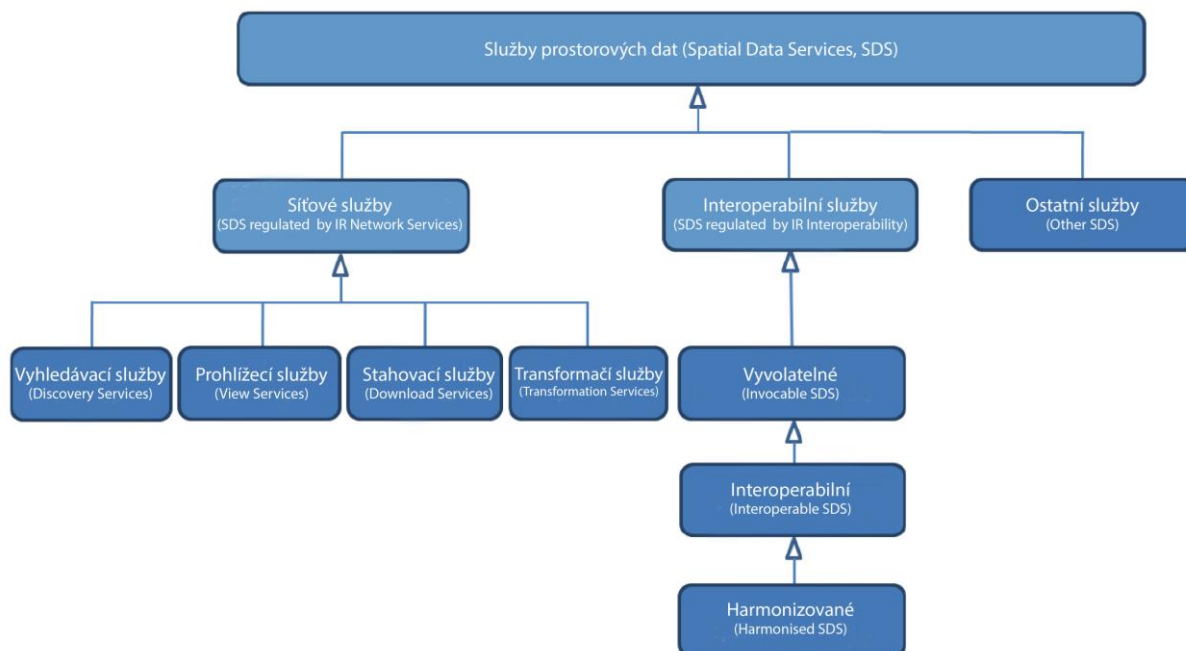 Služby prostorových dat (Spatial Data Services, SDS)
Síťové služby
(SDS regulated by IR Network Services)
Interoperabilní služby
(SDS regulated by IR Interoperability)
Ostatní služby
(Other SDS)
Vyhledávací služby
(Discovery Services)
Prohlížecí služby
(View Services)
Stahovací služby
(Download Services)
Transformačí služby
(Transformation Services)
Vyvolatelné
(Invocable SDS)
Interoperabilní
(Interoperable SDS)
Harmonizované
(Harmonised SDS)